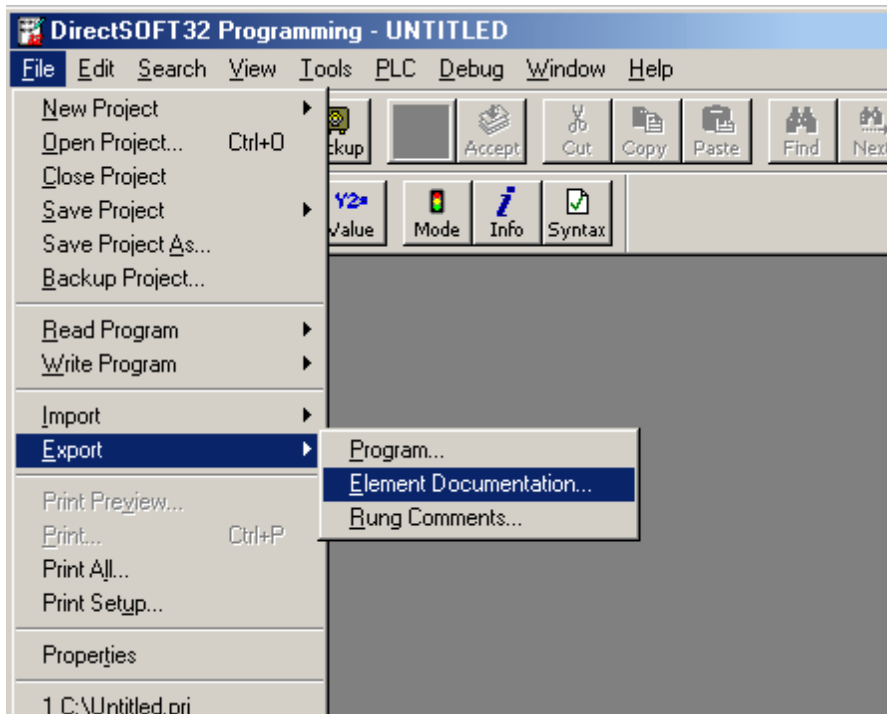 DirectSOFT32 Programming - UNTITLED
File Edit Search View Tools PLC Debug Window Help
New Project
Open Project... Ctrl+O
Close Project
Save Project
Save Project As...
Backup Project...
Read Program
Write Program
Import
Export
Print Preview...
Print... Ctrl+P
Print All...
Print Setup...
Properties
1 C:\Untitled.prj
Accept Cut Copy Paste Find Next
Value Mode Info Syntax
Program...
Element Documentation...
Rung Comments...